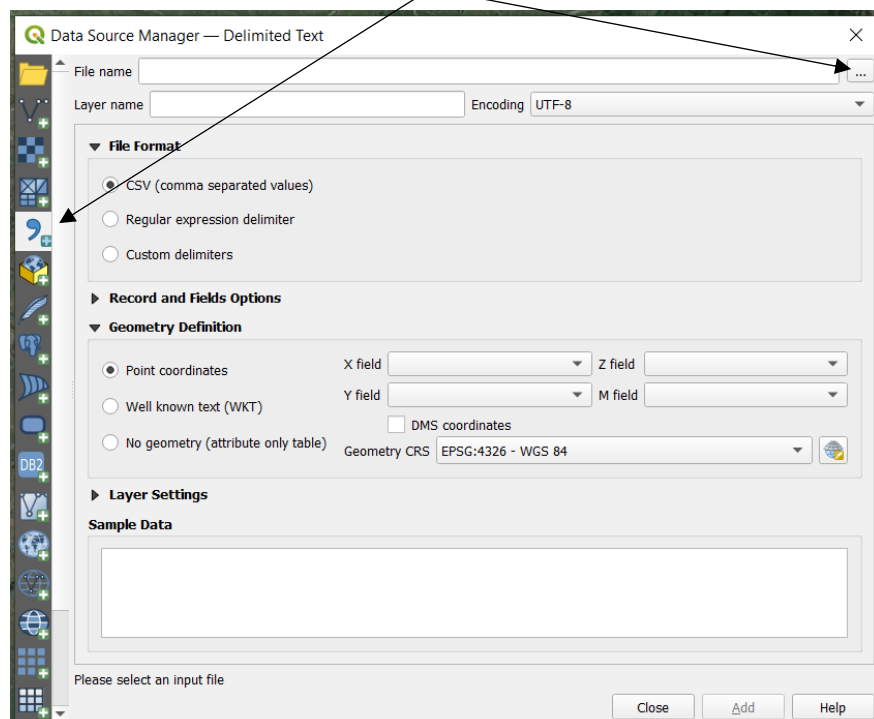 Data Source Manager — Delimited Text
File name
...
Layer name
Encoding UTF-8
File Format
CSV (comma separated values)
Regular expression delimiter
Custom delimiters
Record and Fields Options
Geometry Definition
Point coordinates
X field
Z field
Well known text (WKT)
Y field
M field
DMS coordinates
No geometry (attribute only table)
Geometry CRS EPSG:4326 - WGS 84
DB2
Layer Settings
Sample Data
Please select an input file
Close
Add
Help